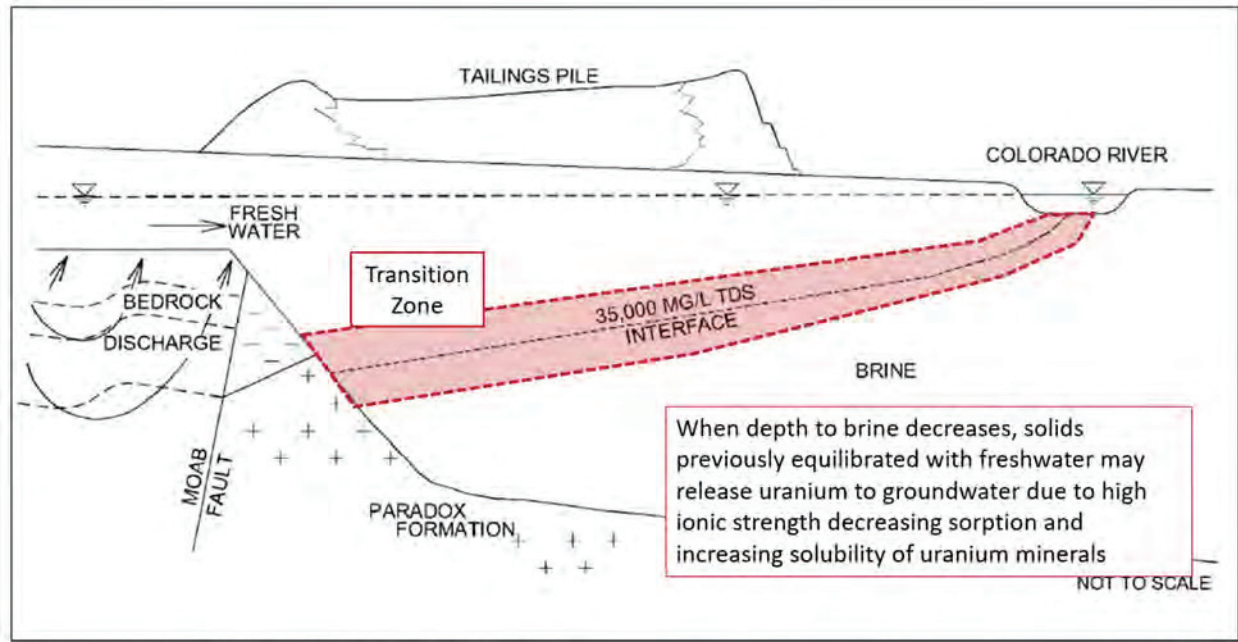 TAILINGS PILE
COLORADO RIVER
FRESH
WATER
Transition
Zone
BEDROCK
DISCHARGE
35,000 MG/L TDS
INTERFACE
BRINE
MOAB
FAULT
PARADOX
FORMATION
When depth to brine decreases, solids
previously equilibrated with freshwater may
release uranium to groundwater due to high
ionic strength decreasing sorption and
increasing solubility of uranium minerals
NOT TO SCALE